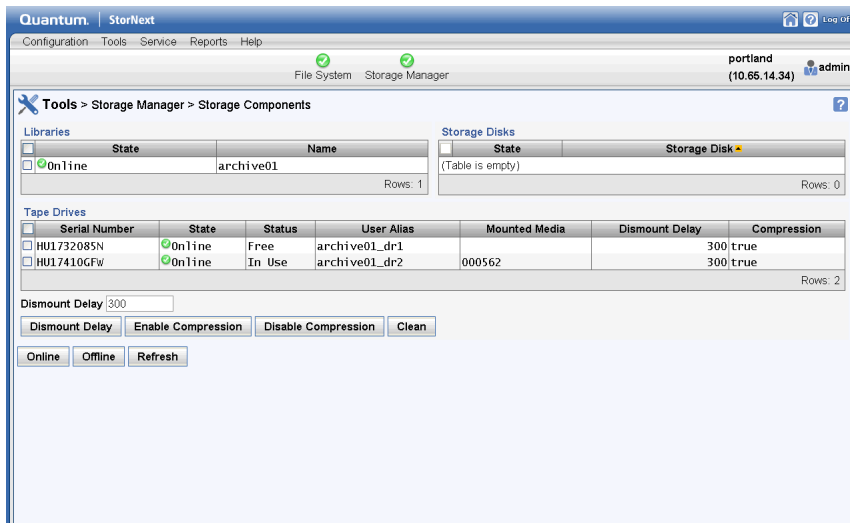 Quantum. StorNext
Log Of
Configuration Tools Service Reports Help
File System Storage Manager
portland
(10.65.14.34)
admin
Tools > Storage Manager > Storage Components
?
Libraries
State Name
Online archive01
Rows: 1
Storage Disks
State Storage Disk
(Table is empty)
Rows: 0
Tape Drives
Serial Number State Status User Alias Mounted Media Dismount Delay Compression
HU1732085N Online Free archive01_dr1 300 true
HU17410GFW Online In Use archive01_dr2 000562 300 true
Rows: 2
Dismount Delay 300
Dismount Delay Enable Compression Disable Compression Clean
Online Offline Refresh